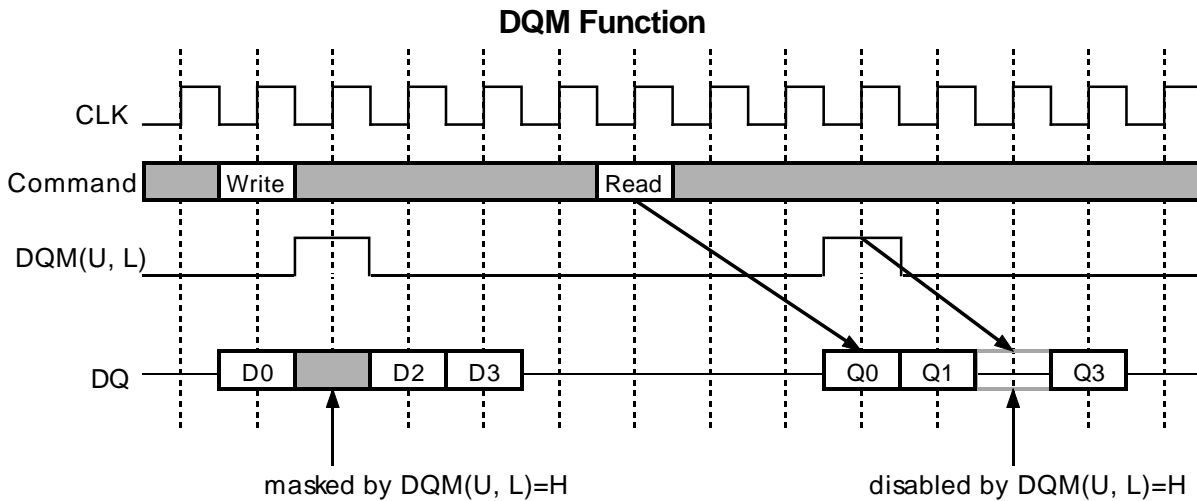 DQM Function
CLK
Command
Write
Read
DQM(U, L)
DQ
D0
D2
D3
Q0
Q1
Q3
masked by DQM(U, L)=H
disabled by DQM(U, L)=H